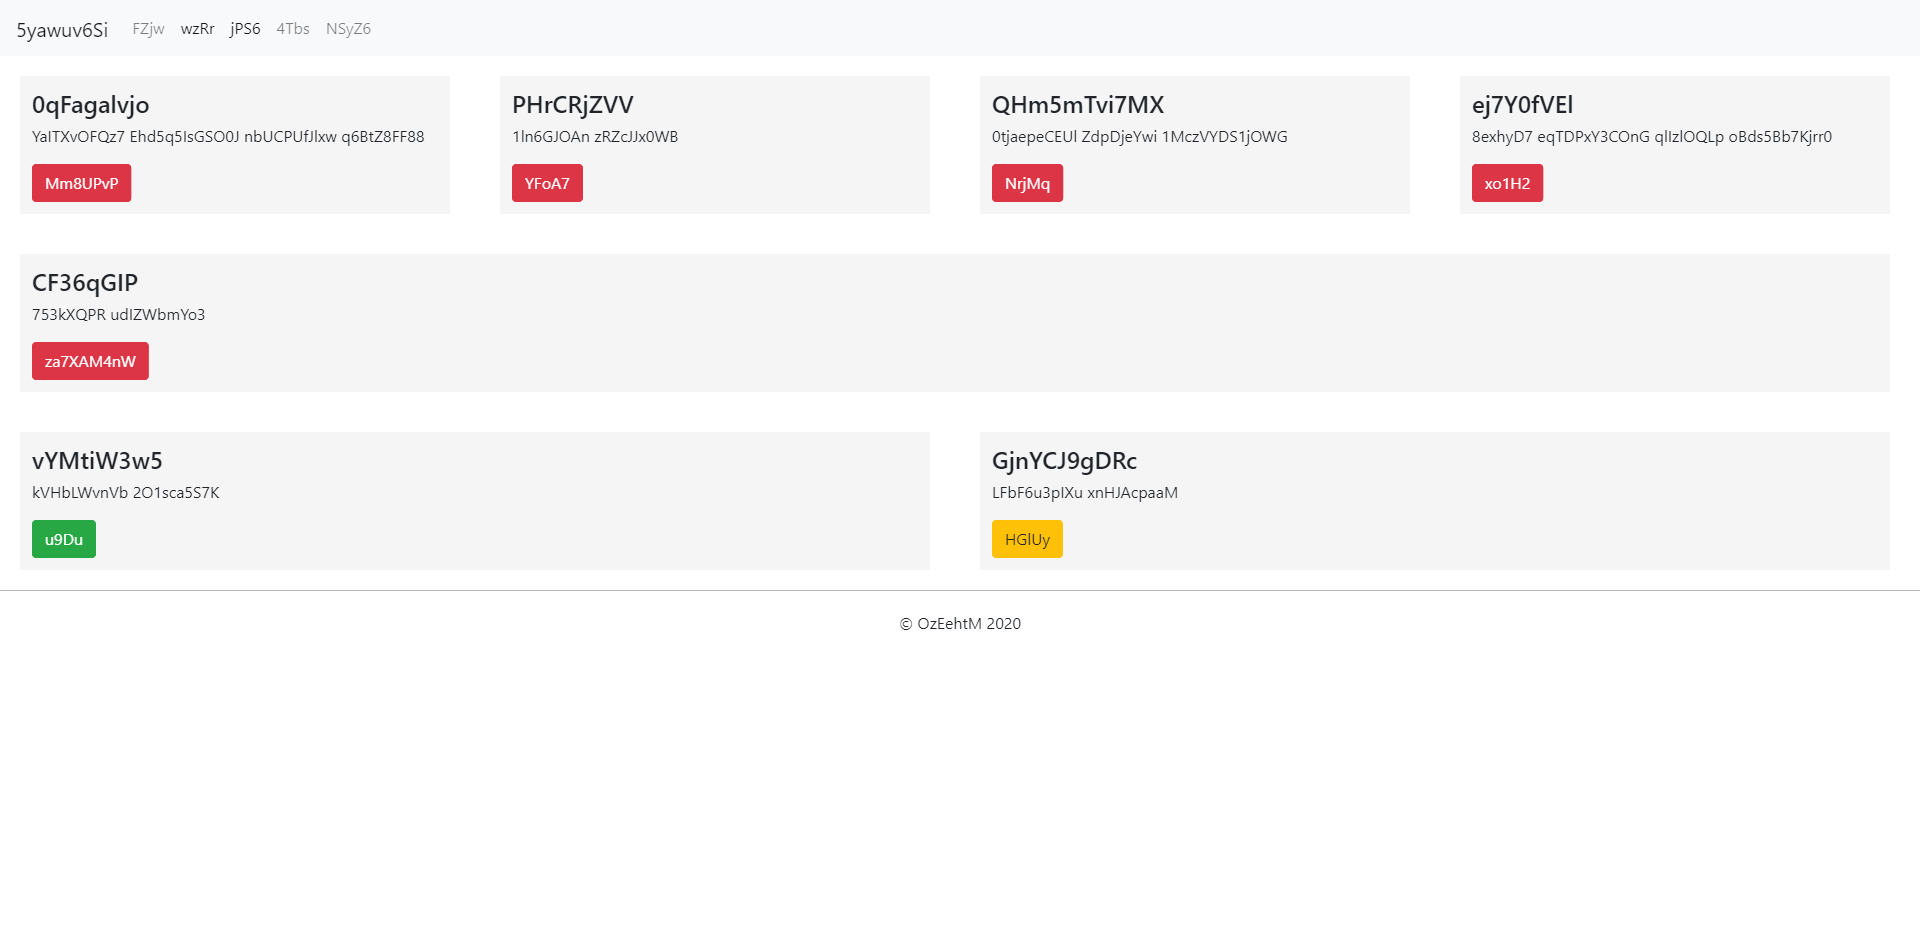 5yawuv6Si FZjw wzRr jPS6 4Tbs NSyZ6
0qFagalvjo
YaITXvOFQz7 Ehd5q5IsGSO0J nbUCPUfJlxw q6BtZ8FF88
Mm8UPvP
PHrCRjZVV
1ln6GJOAn zRZcJJx0WB
YFoA7
QHm5mTvi7MX
0tjaepeCEUl ZdpDjeYwi 1MczVYDS1jOWG
NrjMq
ej7Y0fVEl
8exhyD7 eqTDPxY3COnG qlIzlOQLp oBds5Bb7Kjrr0
xo1H2
CF36qGIP
753kXQPR udIZWbmYo3
za7XAM4nW
vYMtiW3w5
kVHbLWvnVb 2O1sca5S7K
u9Du
GjnYCJ9gDRc
LFbF6u3pIXu xnHJAcpaaM
HGlUy
© OzEehtM 2020